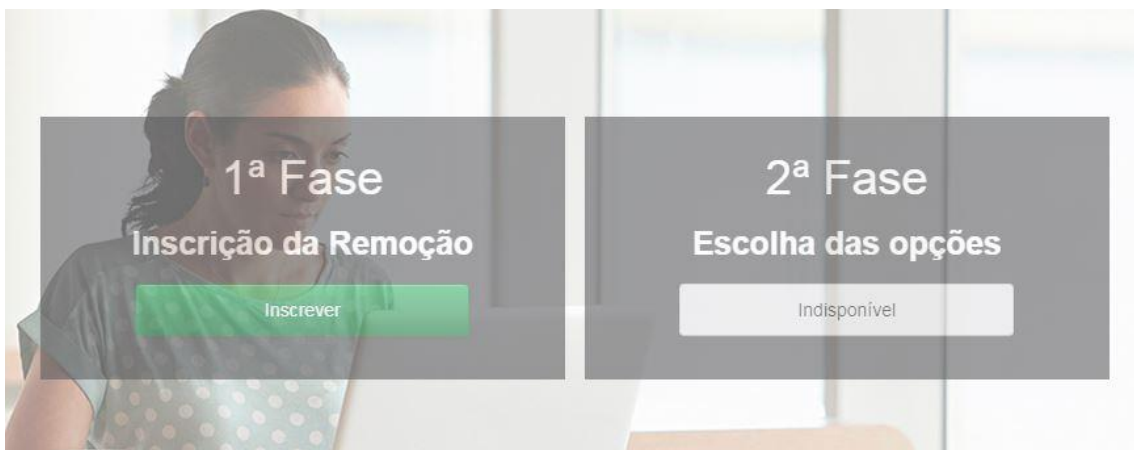 1ª Fase
Inscrição da Remoção
Inscrever
2ª Fase
Escolha das opções
Indisponível